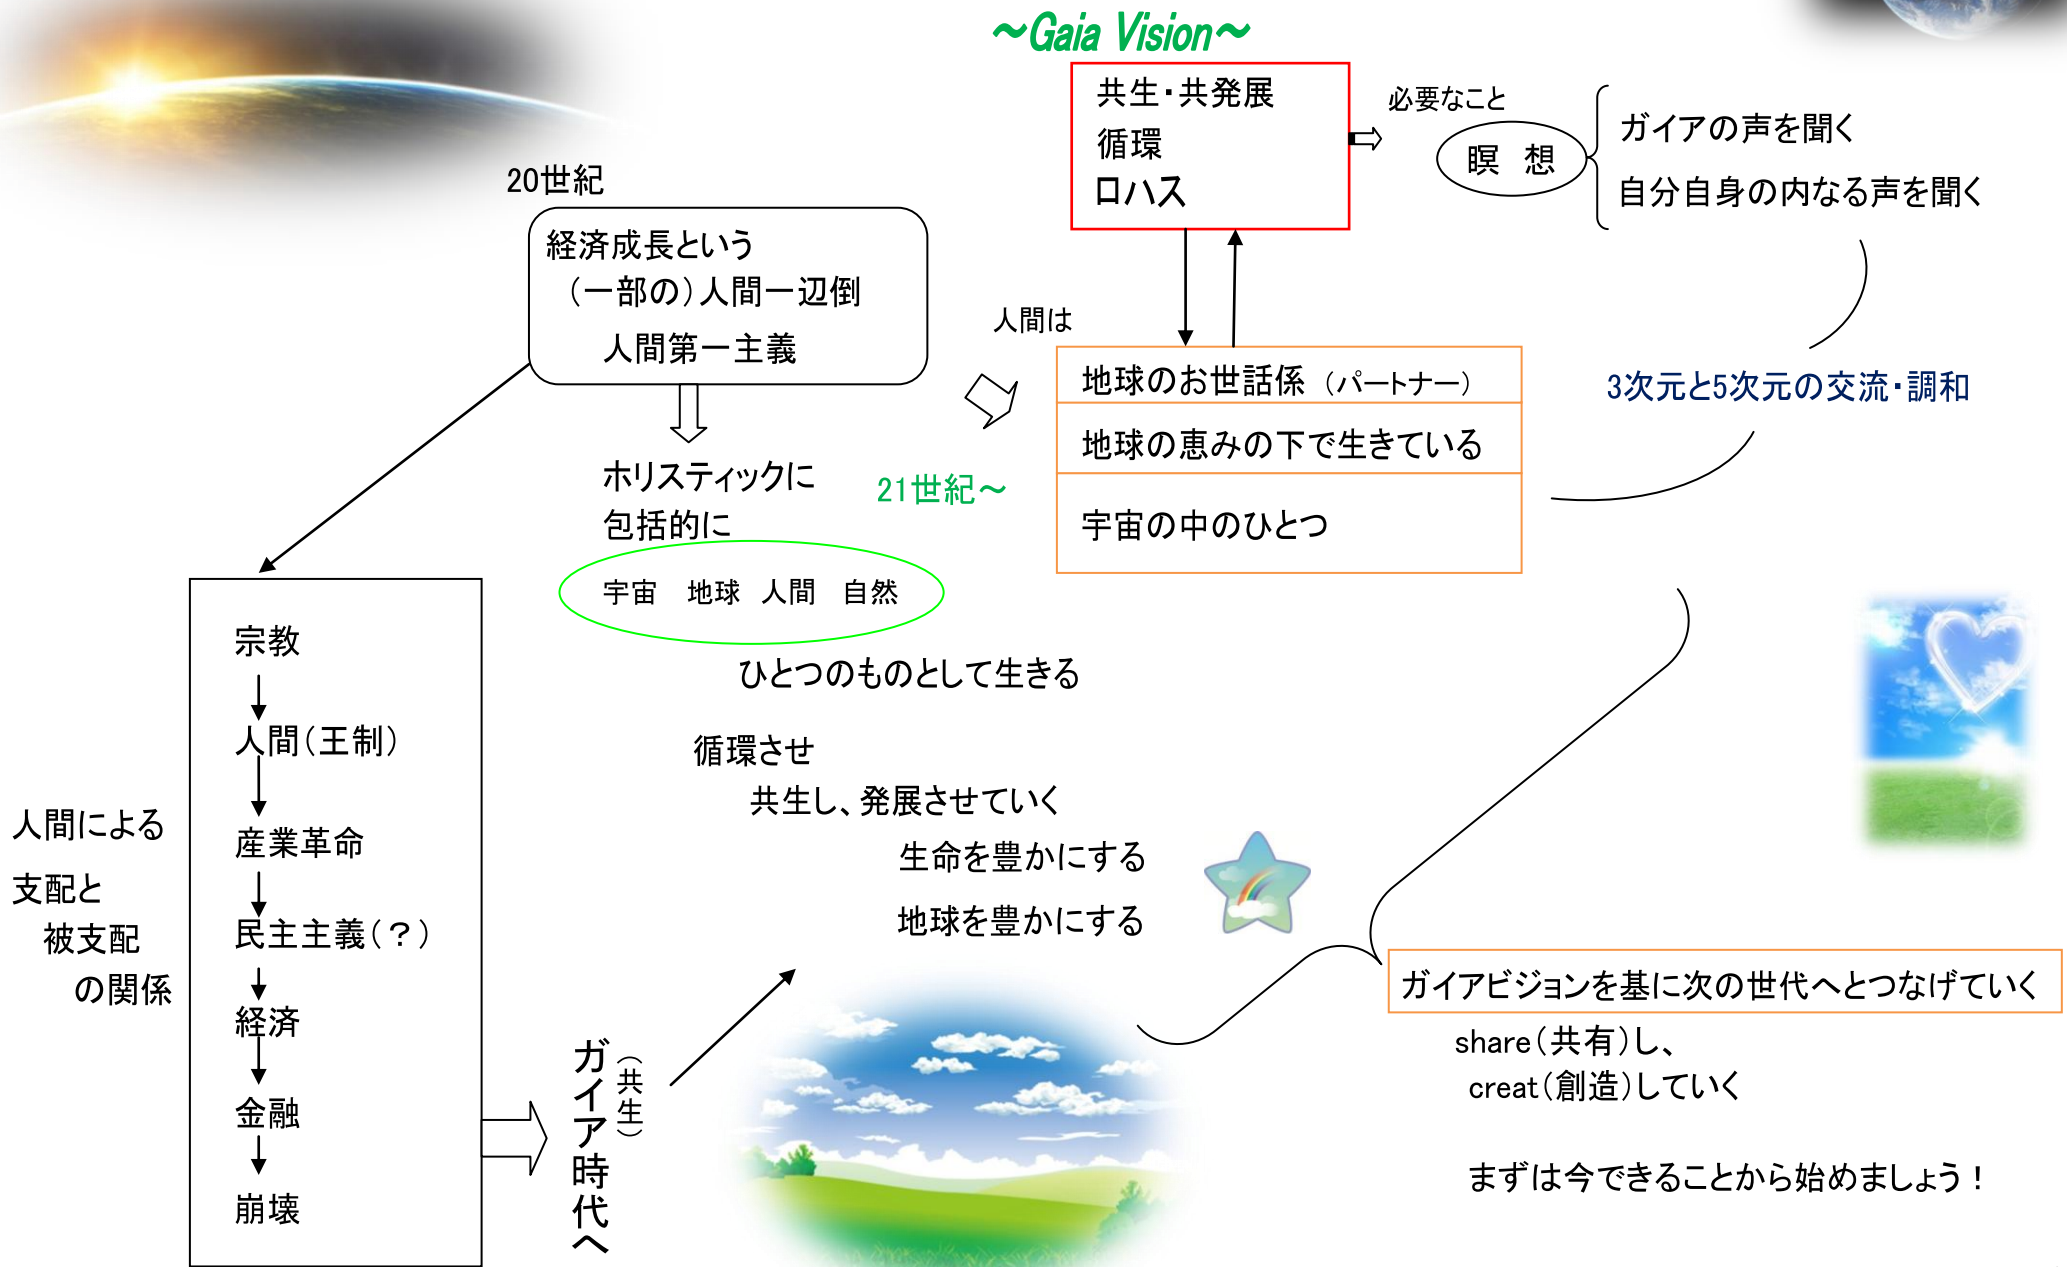 ～Gaia Vision～
共生・共発展
循環
ロハス
必要なこと
瞑 想
ガイアの声を聞く
自分自身の内なる声を聞く
20世紀
経済成長という
（一部の）人間一辺倒
人間第一主義
人間は
地球のお世話係（パートナー）
地球の恵みの下で生きている
宇宙の中のひとつ
3次元と5次元の交流・調和
ホリスティックに
包括的に
21世紀～
宇宙 地球 人間 自然
ひとつのものとして生きる
循環させ
共生し、発展させていく
生命を豊かにする
地球を豊かにする
人間による
支配と
被支配
の関係
宗教
人間（王制）
産業革命
民主主義（？）
経済
金融
崩壊
ガイア時代へ
（共生）
ガイアビジョンを基に次の世代へとつなげていく
share（共有）し、
creat（創造）していく
まずは今できることから始めましょう！